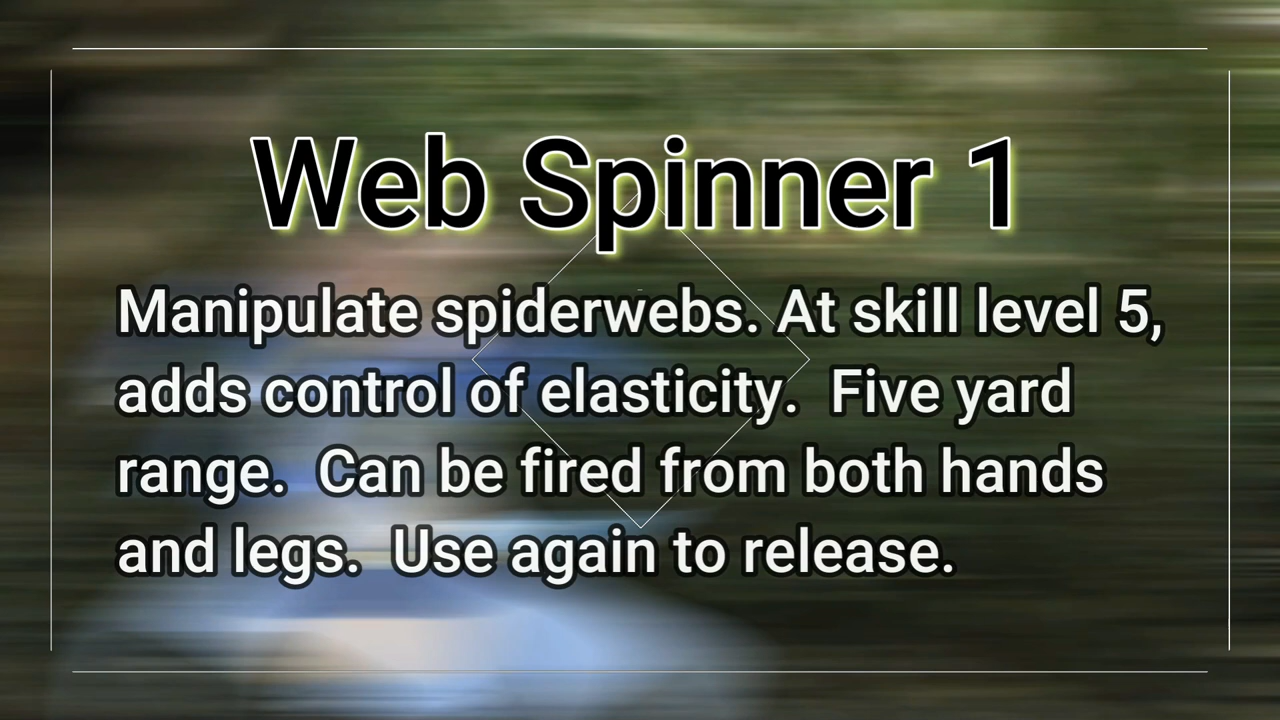 Web Spinner 1
Manipulate spiderwebs. At skill level 5,
adds control of elasticity.  Five yard
range.  Can be fired from both hands
and legs.  Use again to release.